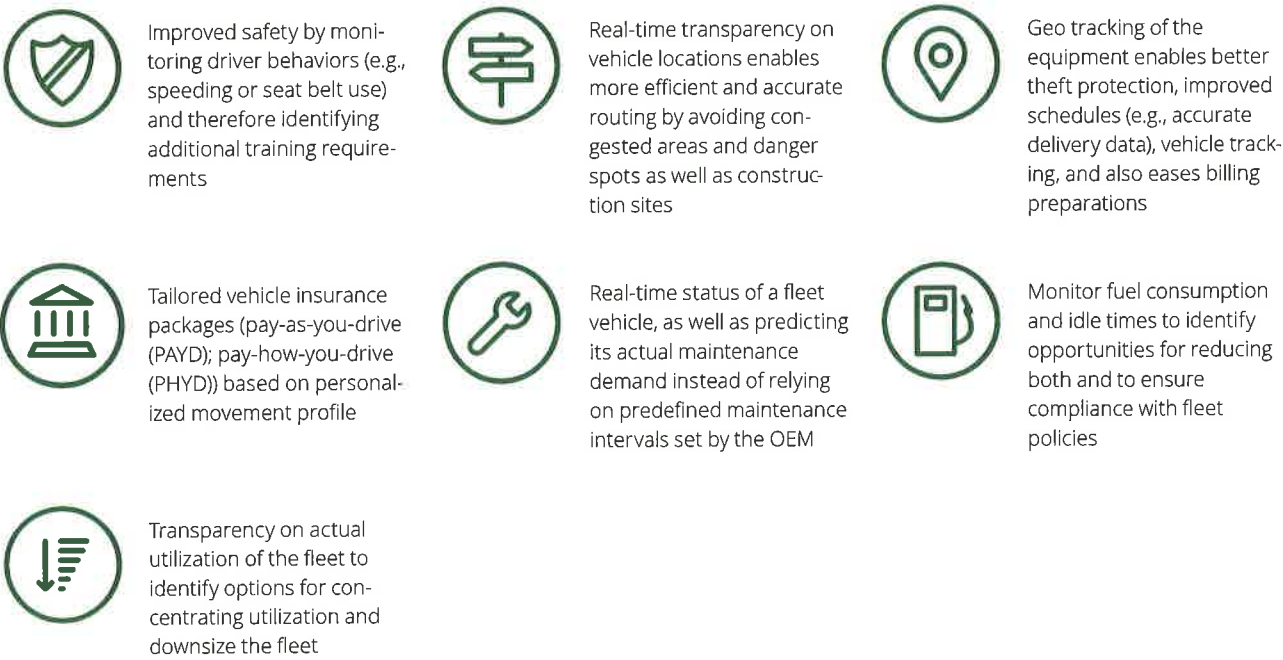 Improved safety by moni-
toring driver behaviors (e.g.,
speeding or seat belt use)
and therefore identifying
additional training require-
ments
Real-time transparency on
vehicle locations enables
more efficient and accurate
routing by avoiding con-
gested areas and danger
spots as well as construc-
tion sites
Geo tracking of the
equipment enables better
theft protection, improved
schedules (e.g., accurate
delivery data), vehicle track-
ing, and also eases billing
preparations
Tailored vehicle insurance
packages (pay-as-you-drive
(PAYD); pay-how-you-drive
(PHYD)) based on personal-
ized movement profile
Real-time status of a fleet
vehicle, as well as predicting
its actual maintenance
demand instead of relying
on predefined maintenance
intervals set by the OEM
Monitor fuel consumption
and idle times to identify
opportunities for reducing
both and to ensure
compliance with fleet
policies
Transparency on actual
utilization of the fleet to
identify options for con-
centrating utilization and
downsize the fleet